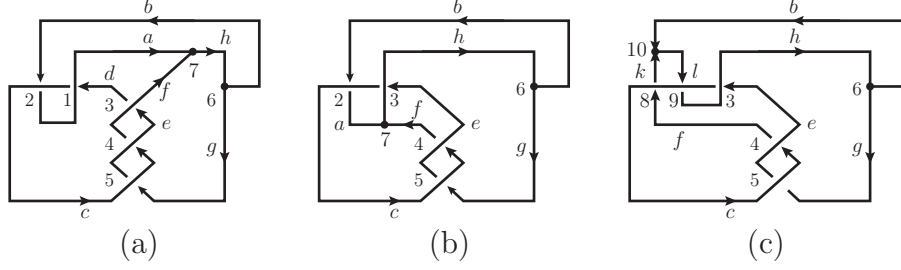 b b b
a h h 10 h
7 k l
d f
2 1 3 6 2 3 6 8 9 3 6
e a f e e
4 7 4 f 4
g g g
5 5 5
c c c
(a) (b) (c)